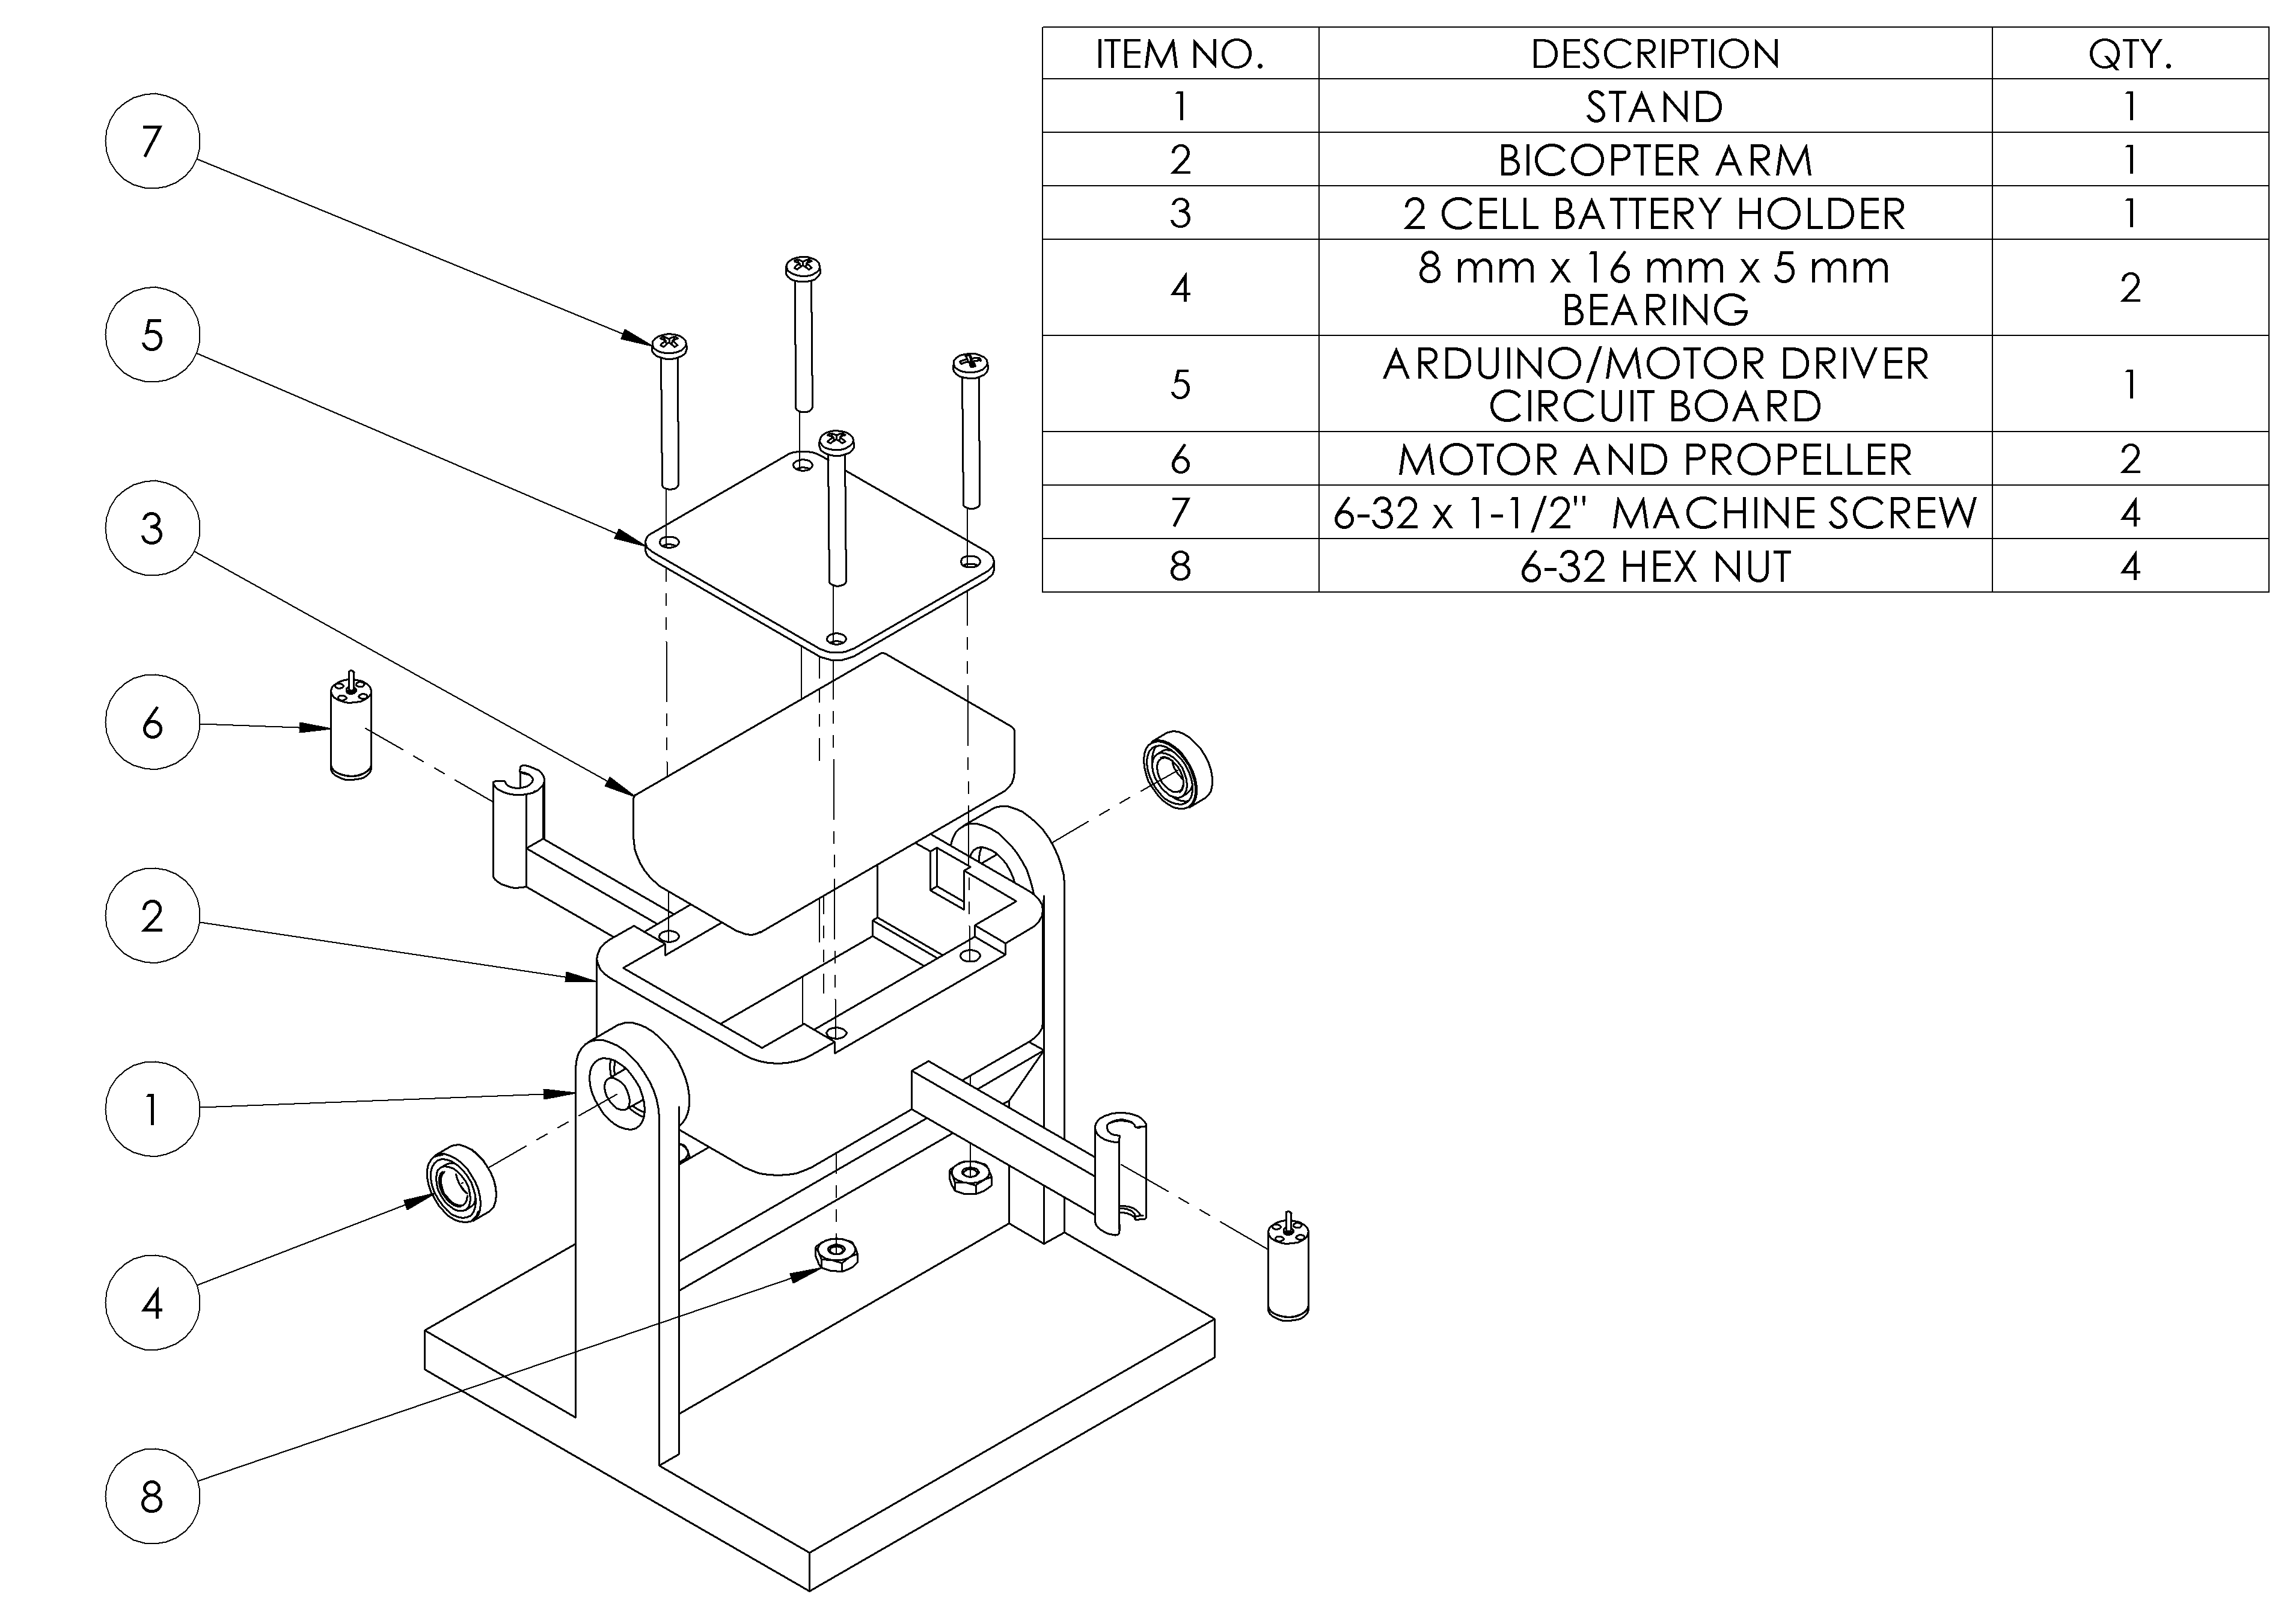 ITEM NO. DESCRIPTION QTY.
1 STAND 1
2 BICOPTER ARM 1
3 2 CELL BATTERY HOLDER 1
4 8 mm x 16 mm x 5 mm BEARING 2
5 ARDUINO/MOTOR DRIVER CIRCUIT BOARD 1
6 MOTOR AND PROPELLER 2
7 6-32 x 1-1/2" MACHINE SCREW 4
8 6-32 HEX NUT 4
7
5
3
6
2
1
4
8